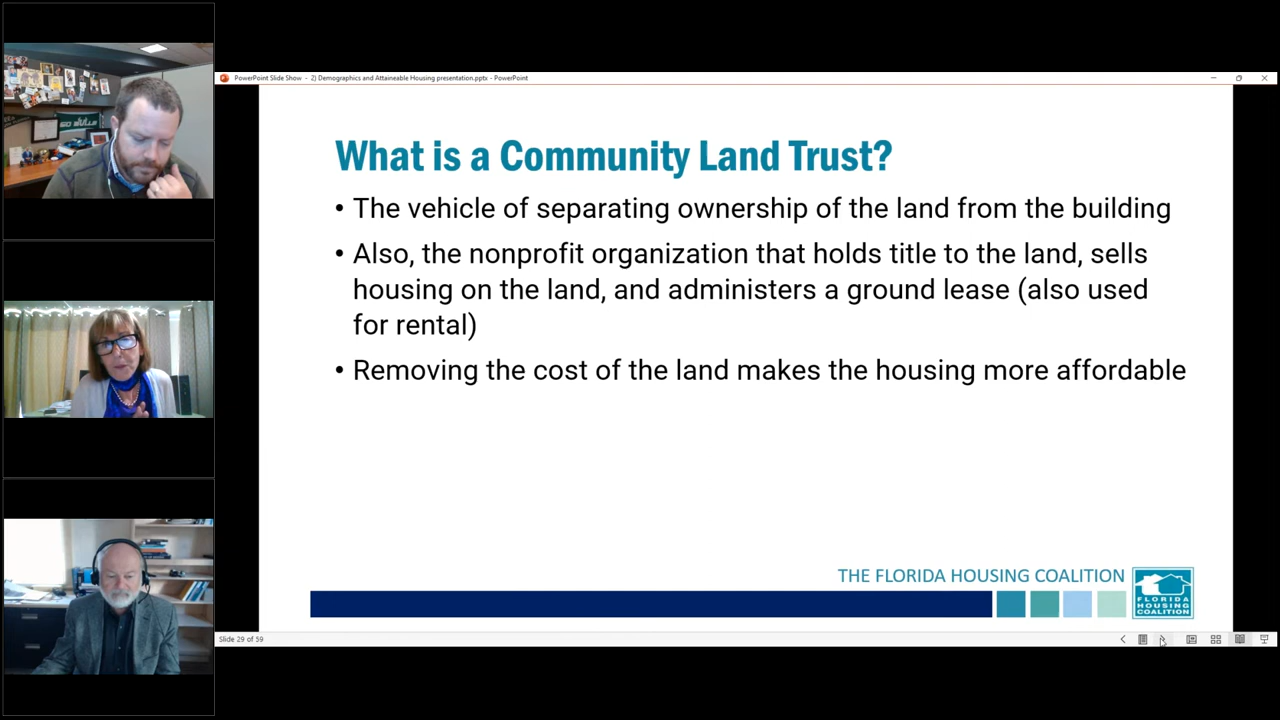 GO BULLS
PowerPoint Slide Show - 2) Demographics and Attaineable Housing presentation.pptx - PowerPoint
What is a Community Land Trust?
• The vehicle of separating ownership of the land from the building
• Also, the nonprofit organization that holds title to the land, sells
housing on the land, and administers a ground lease (also used
for rental)
• Removing the cost of the land makes the housing more affordable
THE FLORIDA HOUSING COALITION
FLORIDA
HOUSING
COALITION
Slide 29 of 59